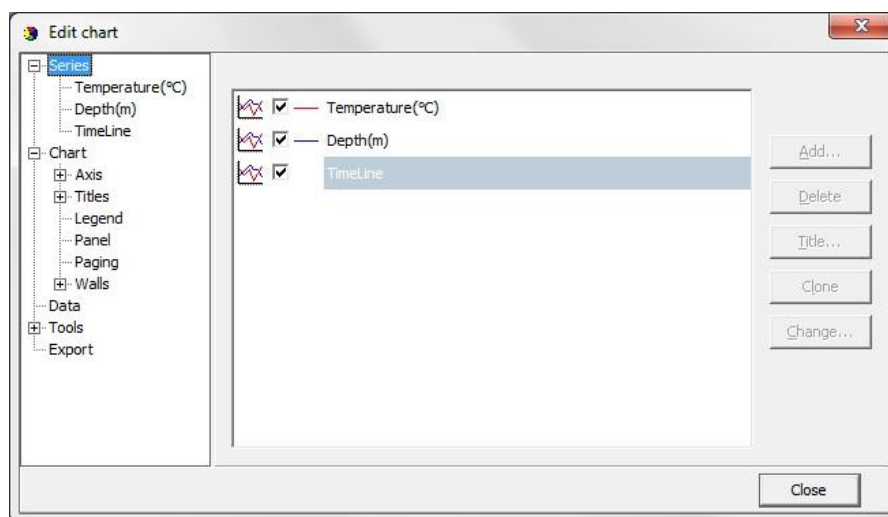 Edit chart
Series
Temperature(°C)
Depth(m)
TimeLine
Chart
Axis
Titles
Legend
Panel
Paging
Walls
Data
Tools
Export
Temperature(°C)
Depth(m)
TimeLine
Add...
Delete
Title...
Clone
Change...
Close